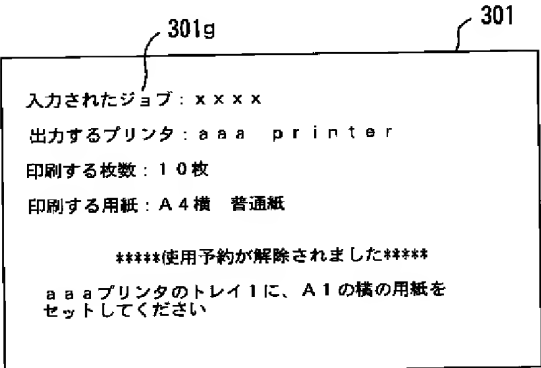 301g
301
入力されたジョブ：ｘｘｘｘ
出力するプリンタ：ａａａ　ｐｒｉｎｔｅｒ
印刷する枚数：１０枚
印刷する用紙：Ａ４横　普通紙
*****使用予約が解除されました*****
ａａａプリンタのトレイ１に、Ａ１の横の用紙を
セットしてください